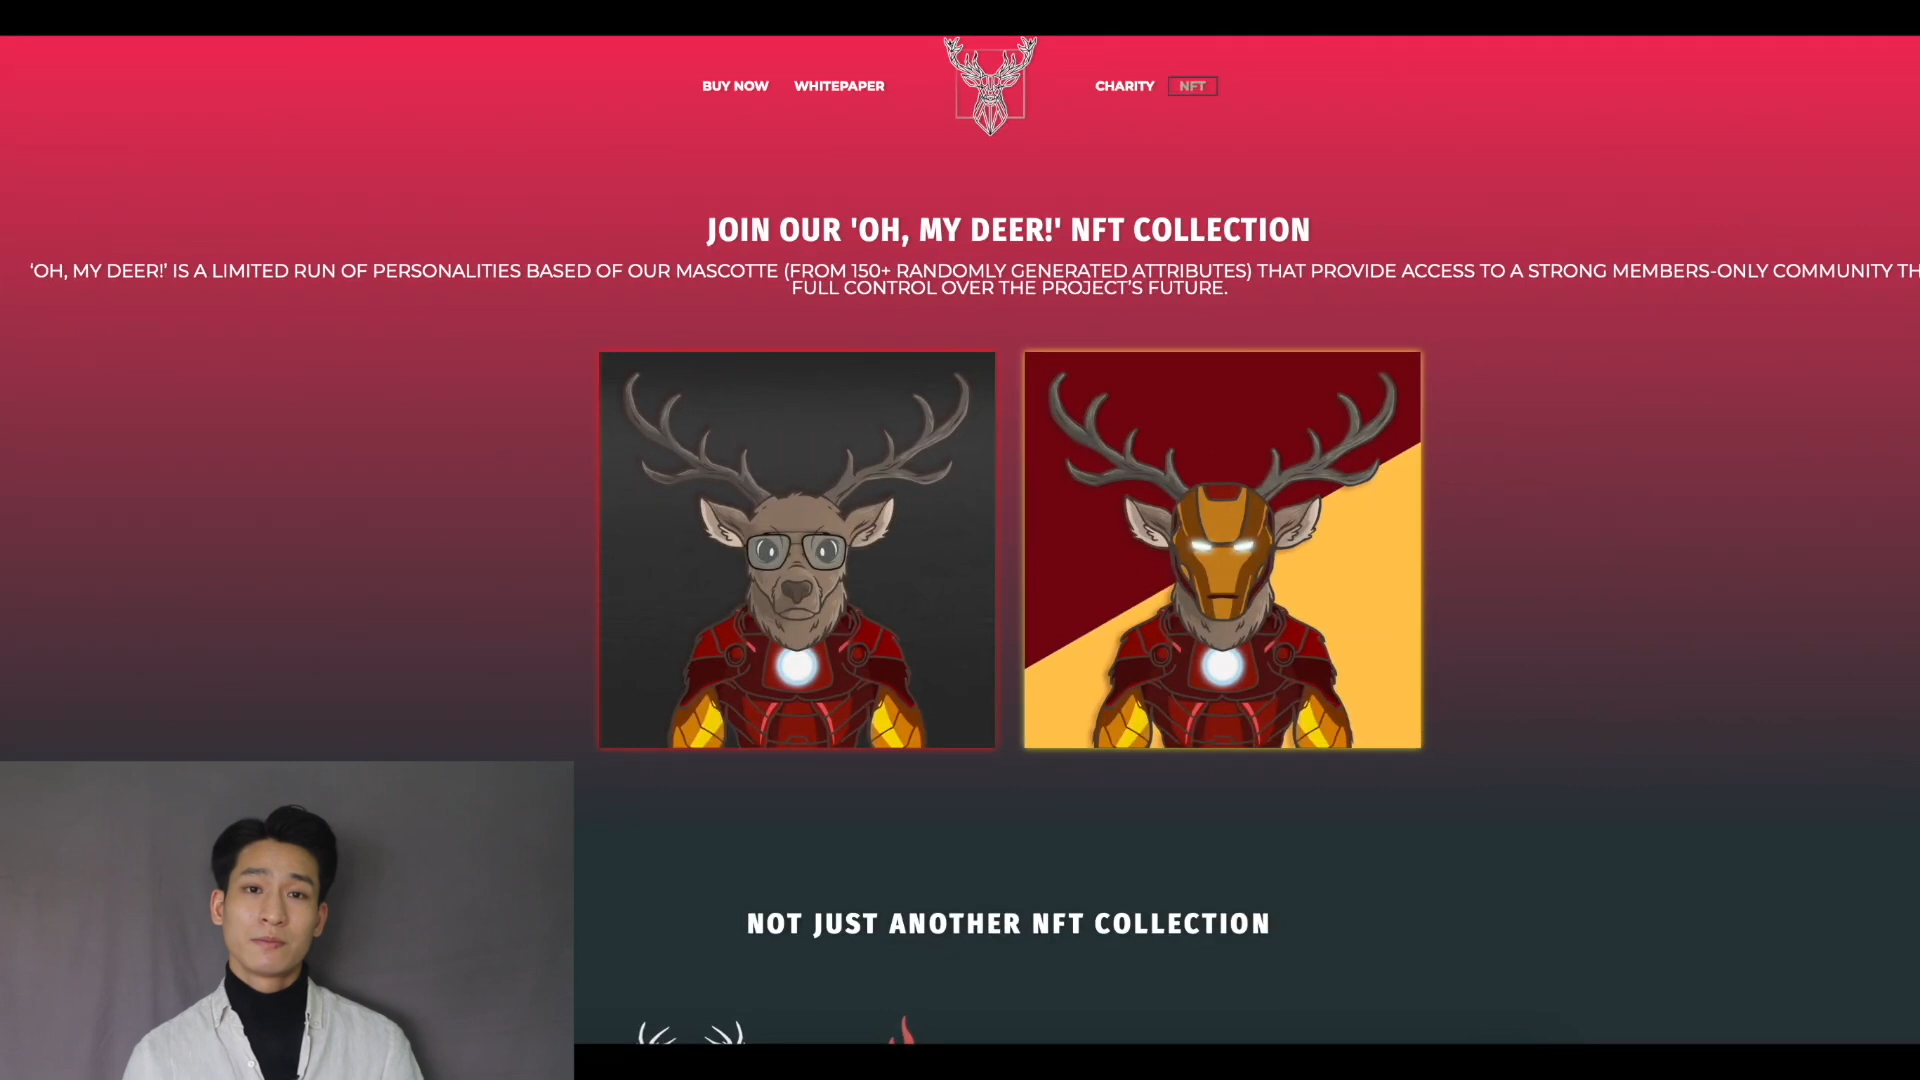 BUY NOW WHITEPAPER CHARITY NFT
JOIN OUR 'OH, MY DEER!' NFT COLLECTION
‘OH, MY DEER!’ IS A LIMITED RUN OF PERSONALITIES BASED OF OUR MASCOTTE (FROM 150+ RANDOMLY GENERATED ATTRIBUTES) THAT PROVIDE ACCESS TO A STRONG MEMBERS-ONLY COMMUNITY TH
FULL CONTROL OVER THE PROJECT’S FUTURE.
NOT JUST ANOTHER NFT COLLECTION